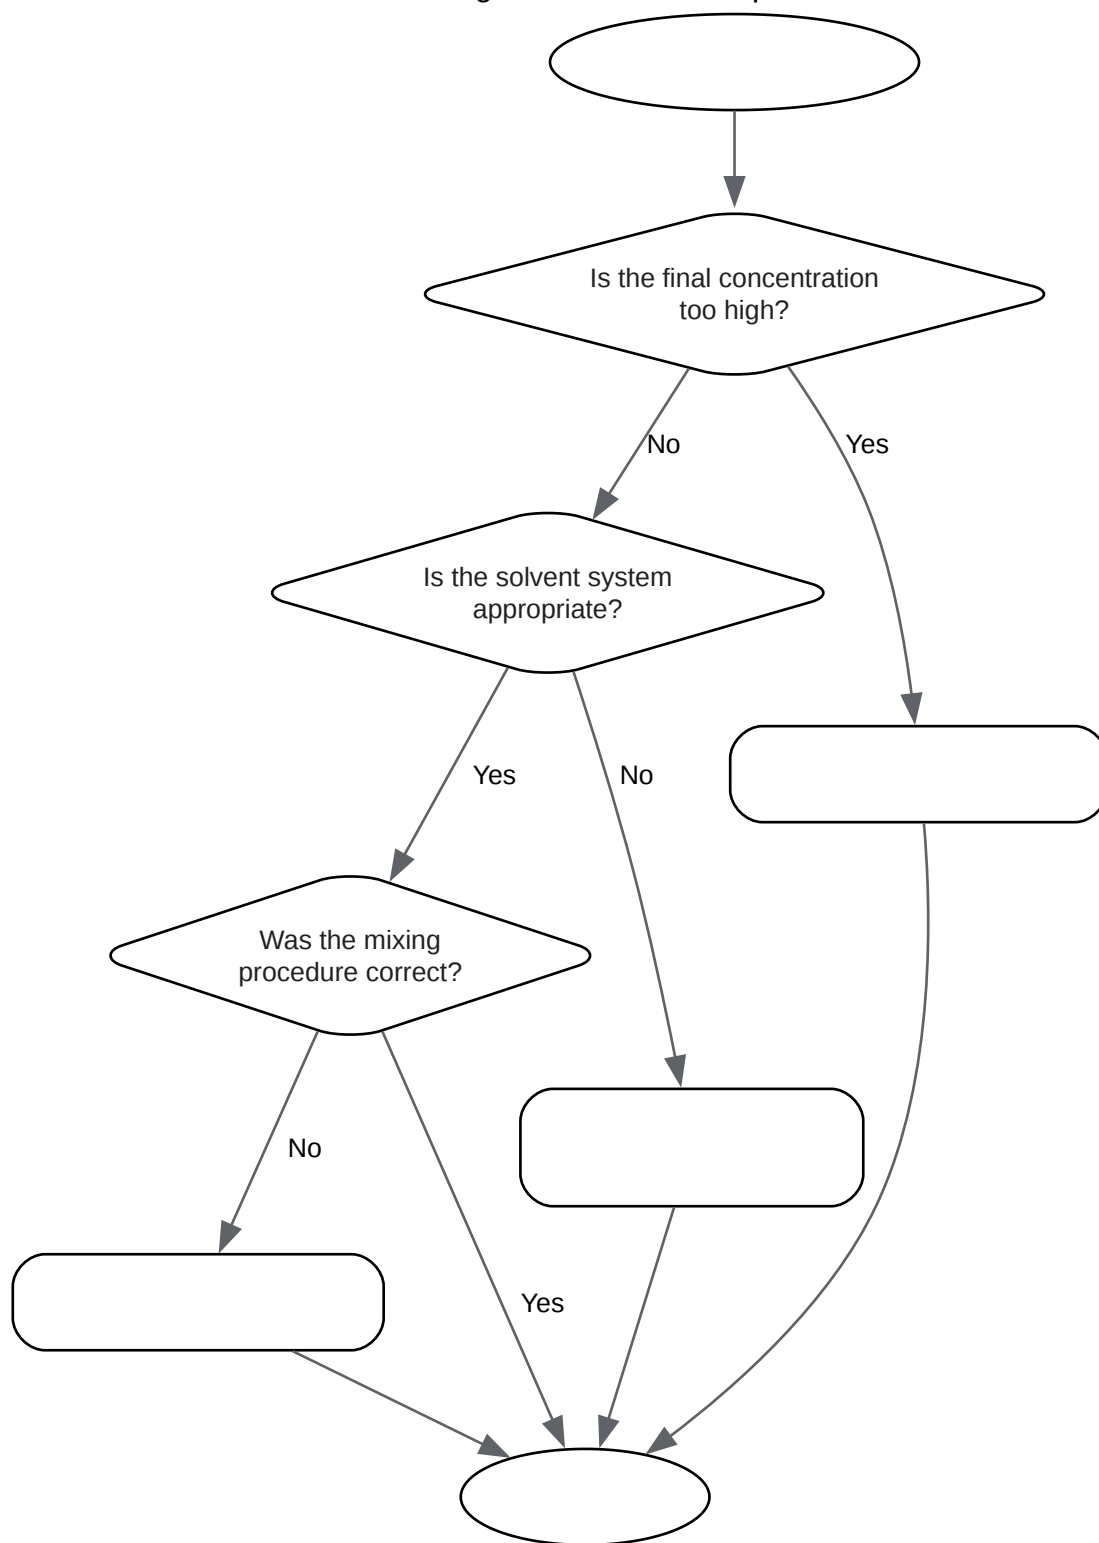 Is the final concentration
too high?
No
Yes
Is the solvent system
appropriate?
Yes
No
Was the mixing
procedure correct?
No
Yes